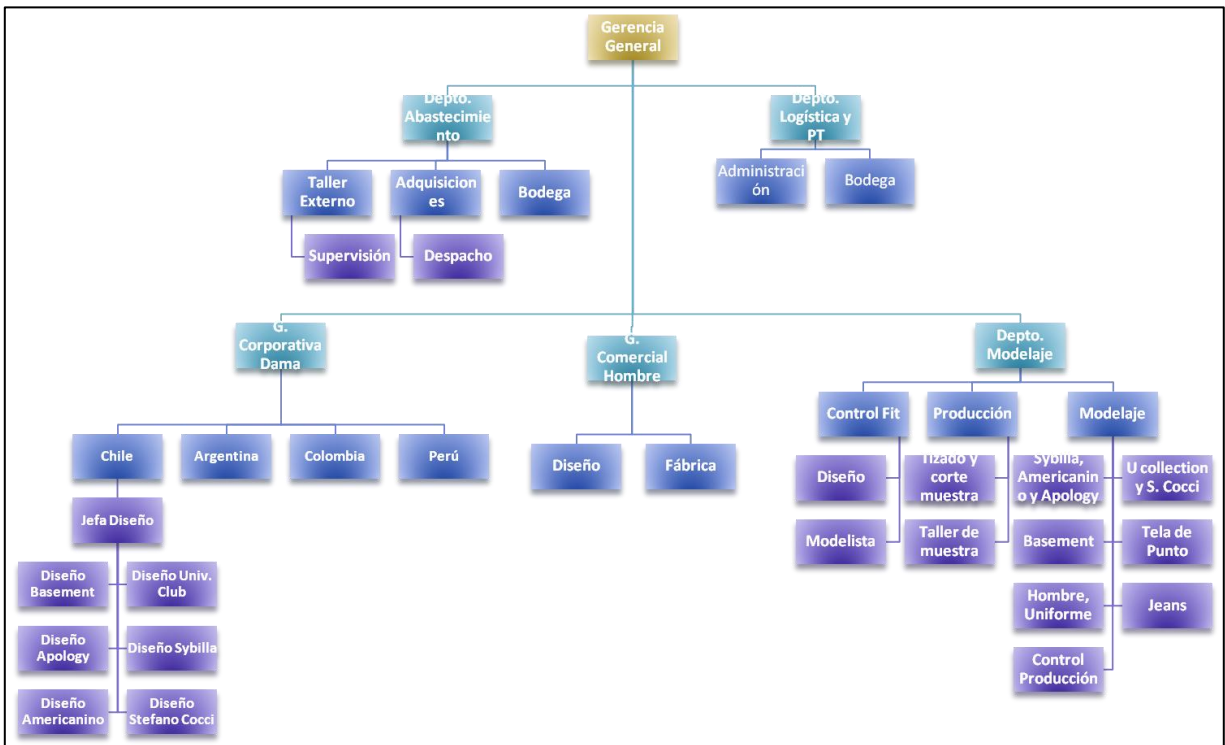 Gerencia
General
Depto.
Abastecimie
nto
Depto.
Logística y
PT
Taller
Externo
Adquisicion
es
Bodega
Administraci
ón
Bodega
Supervisión
Despacho
G.
Corporativa
Dama
G.
Comercial
Hombre
Depto.
Modelaje
Chile
Argentina
Colombia
Perú
Diseño
Fábrica
Control Fit
Producción
Modelaje
Jefa Diseño
Diseño
Basement
Diseño Univ.
Club
Diseño
Apology
Diseño Sybilla
Diseño
Americanino
Diseño
Stefano Cocci
Diseño
Modelista
Tizado y
corte
muestra
Taller de
muestra
Sybilla,
Americanin
o y Apology
U collection
y S. Cocci
Basement
Tela de
Punto
Hombre,
Uniforme
Jeans
Control
Producción